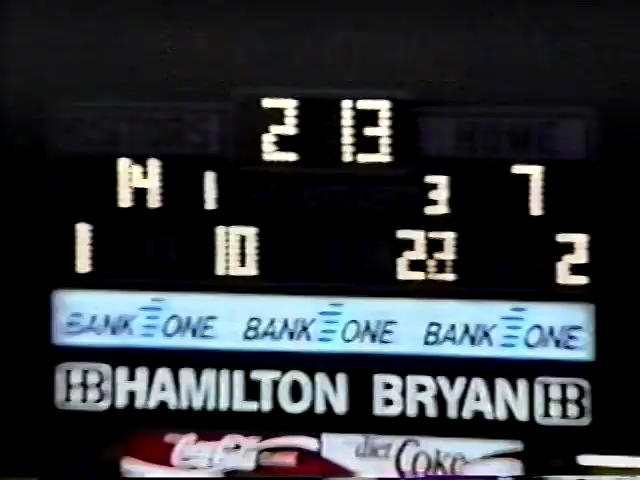 2 13
14 1 3 7
1 10 22 2
BANK ONE BANK ONE BANK ONE
HB HAMILTON BRYAN HB
Coca-Cola diet Coke